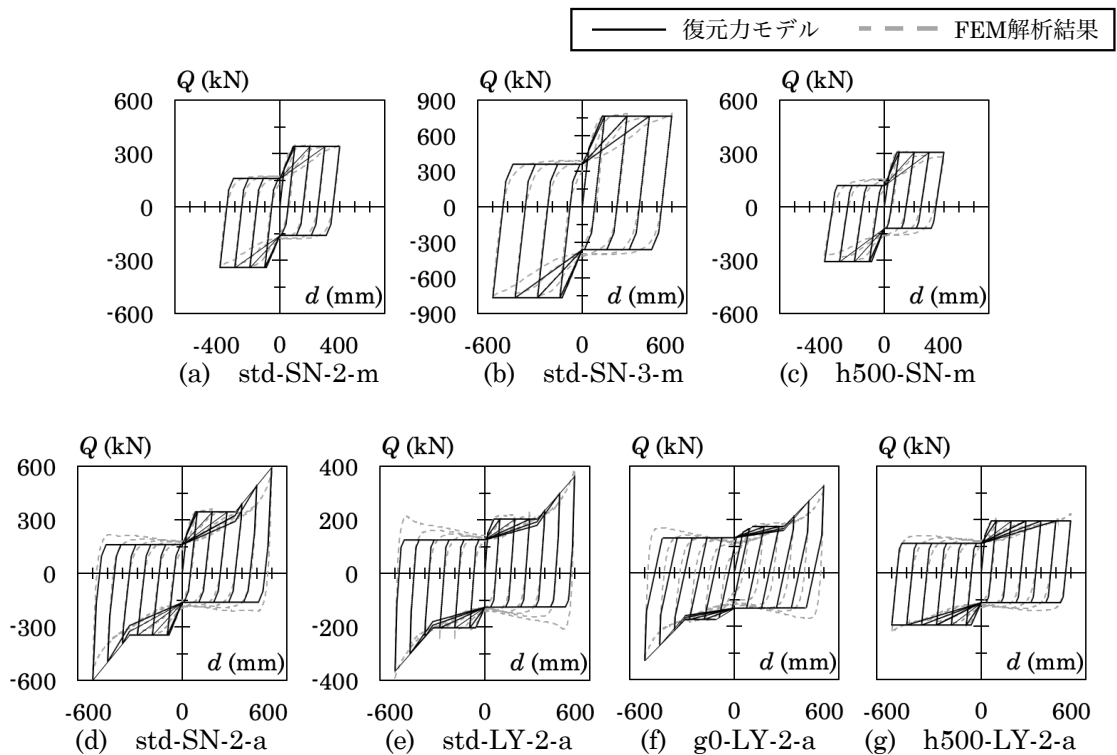 復元力モデル FEM解析結果
Q (kN) Q (kN) Q (kN)
600 900 600
600
300 300 300
0 0 0
-300
-300 -600 -300
-600 d (mm) -900 d (mm) -600 d (mm)
-400 0 400 -600 0 600 -400 0 400
(a) std-SN-2-m (b) std-SN-3-m (c) h500-SN-m
Q (kN) Q (kN) Q (kN) Q (kN)
600 400
300 200
0 0
-300 -200
-600 d (mm) -400 d (mm) d (mm) d (mm)
-600 0 600 -600 0 600 -600 0 600 -600 0 600
(d) std-SN-2-a (e) std-LY-2-a (f) g0-LY-2-a (g) h500-LY-2-a